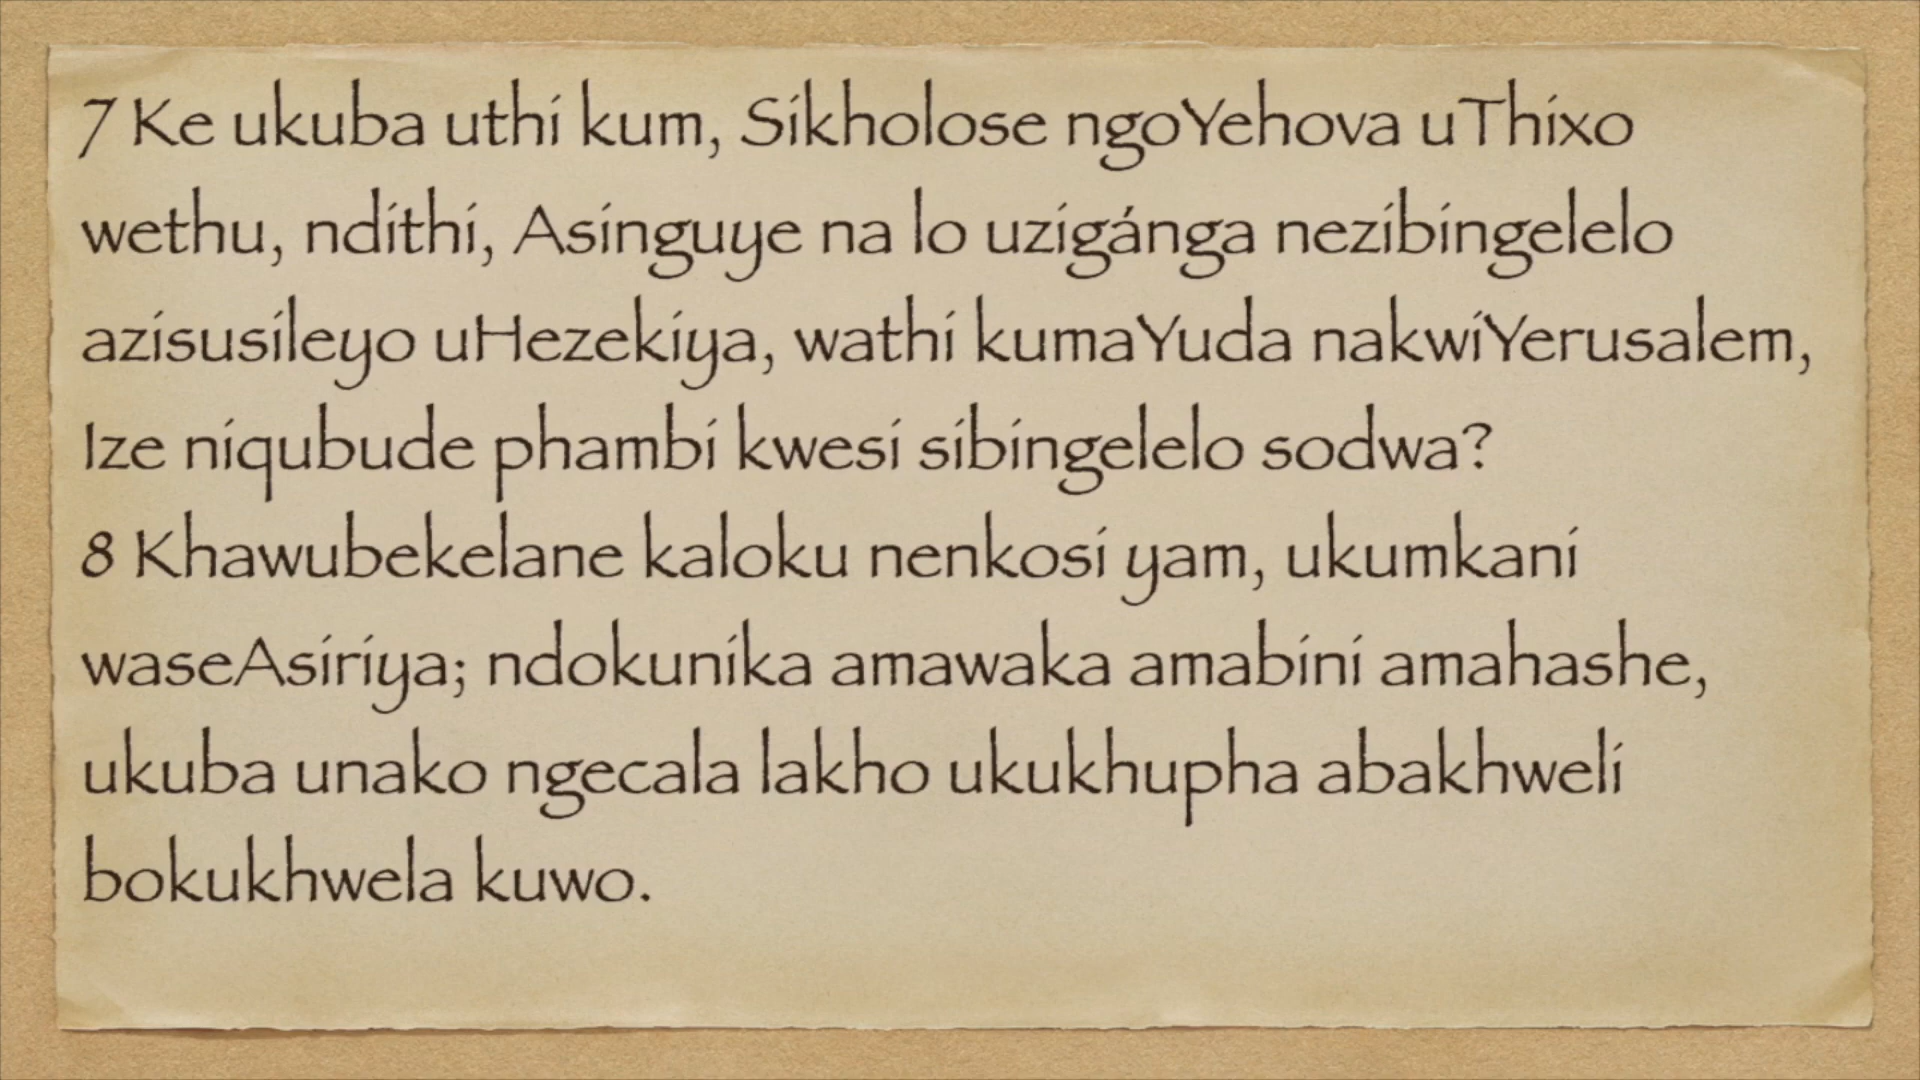 7 Ke ukuba uthi kum, Sikholose ngoYehova uThixo
wethu, ndithi, Asinguye na lo uzigánga nezibingelelo
azisusileyo uHezekiya, wathi kumaYuda nakwiYerusalem,
Ize niqubude phambi kwesi sibingelelo sodwa?
8 Khawubekelane kaloku nenkosi yam, ukumkani
waseAsiriya; ndokunika amawaka amabini amahashe,
ukuba unako ngecala lakho ukukhupha abakhweli
bokukhwela kuwo.